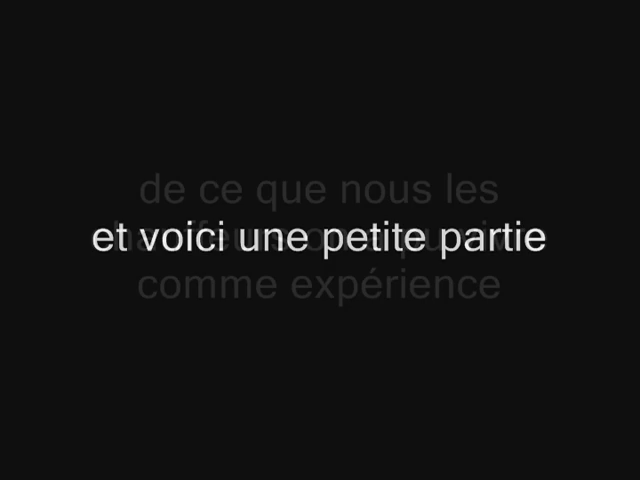 de ce que nous les
et voici une petite partie
comme expérience